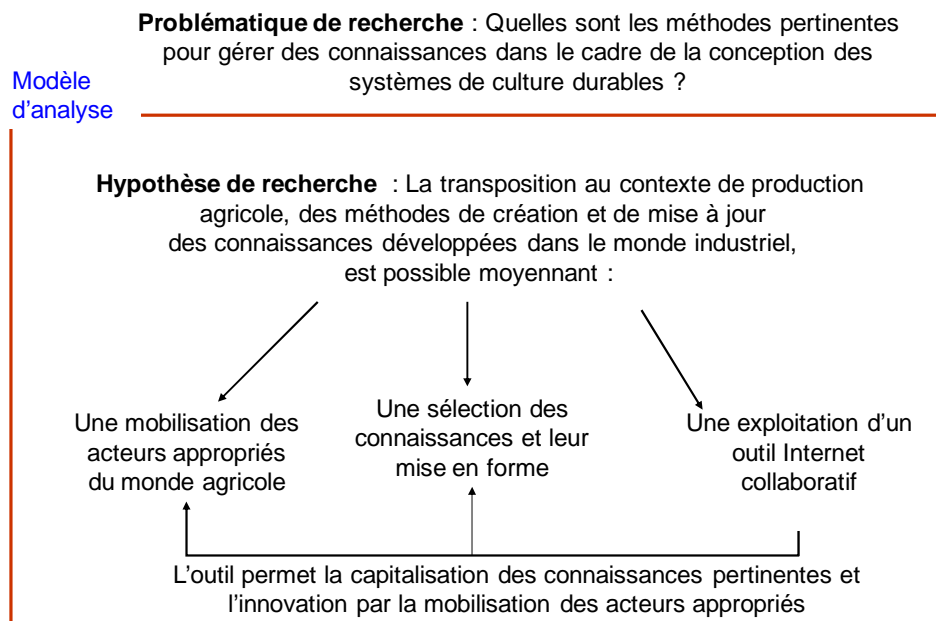 Problématique de recherche : Quelles sont les méthodes pertinentes
pour gérer des connaissances dans le cadre de la conception des
systèmes de culture durables ?
Modèle
d'analyse
Hypothèse de recherche : La transposition au contexte de production
agricole, des méthodes de création et de mise à jour
des connaissances développées dans le monde industriel,
est possible moyennant :
Une mobilisation des
acteurs appropriés
du monde agricole
Une sélection des
connaissances et leur
mise en forme
Une exploitation d'un
outil Internet
collaboratif
L'outil permet la capitalisation des connaissances pertinentes et
l'innovation par la mobilisation des acteurs appropriés